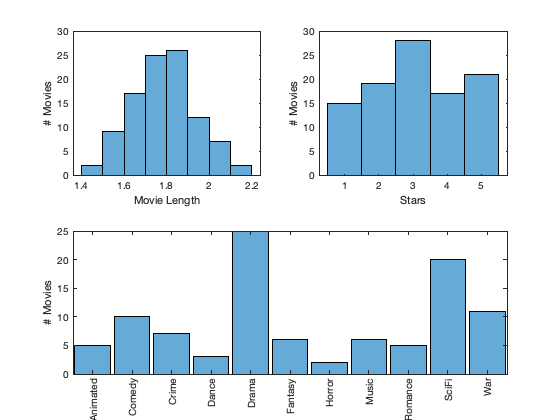 30
25
20
15
10
5
0
# Movies
1.4 1.6 1.8 2 2.2
Movie Length
30
25
20
15
10
5
0
# Movies
1 2 3 4 5
Stars
25
20
15
10
5
0
# Movies
Animated
Comedy
Crime
Dance
Drama
Fantasy
Horror
Music
Romance
SciFi
War